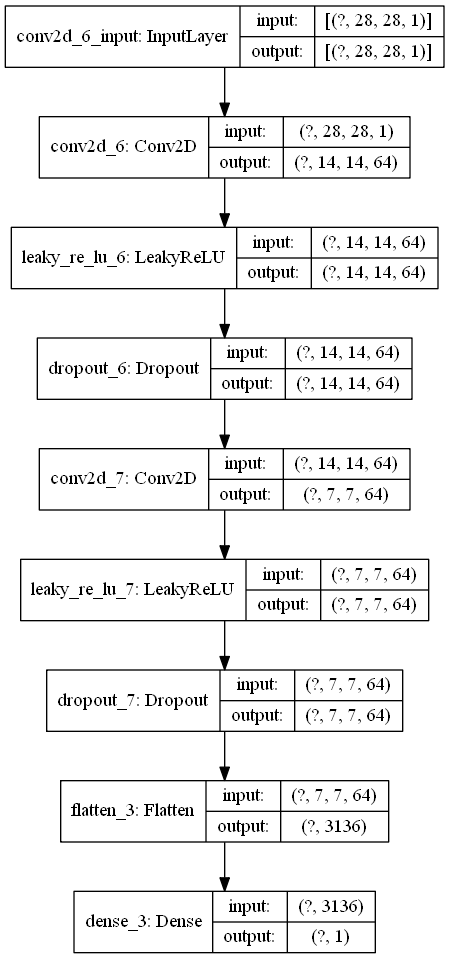 conv2d_6_input: InputLayer
input: [(?, 28, 28, 1)]
output: [(?, 28, 28, 1)]
conv2d_6: Conv2D
input: (?, 28, 28, 1)
output: (?, 14, 14, 64)
leaky_re_lu_6: LeakyReLU
input: (?, 14, 14, 64)
output: (?, 14, 14, 64)
dropout_6: Dropout
input: (?, 14, 14, 64)
output: (?, 14, 14, 64)
conv2d_7: Conv2D
input: (?, 14, 14, 64)
output: (?, 7, 7, 64)
leaky_re_lu_7: LeakyReLU
input: (?, 7, 7, 64)
output: (?, 7, 7, 64)
dropout_7: Dropout
input: (?, 7, 7, 64)
output: (?, 7, 7, 64)
flatten_3: Flatten
input: (?, 7, 7, 64)
output: (?, 3136)
dense_3: Dense
input: (?, 3136)
output: (?, 1)